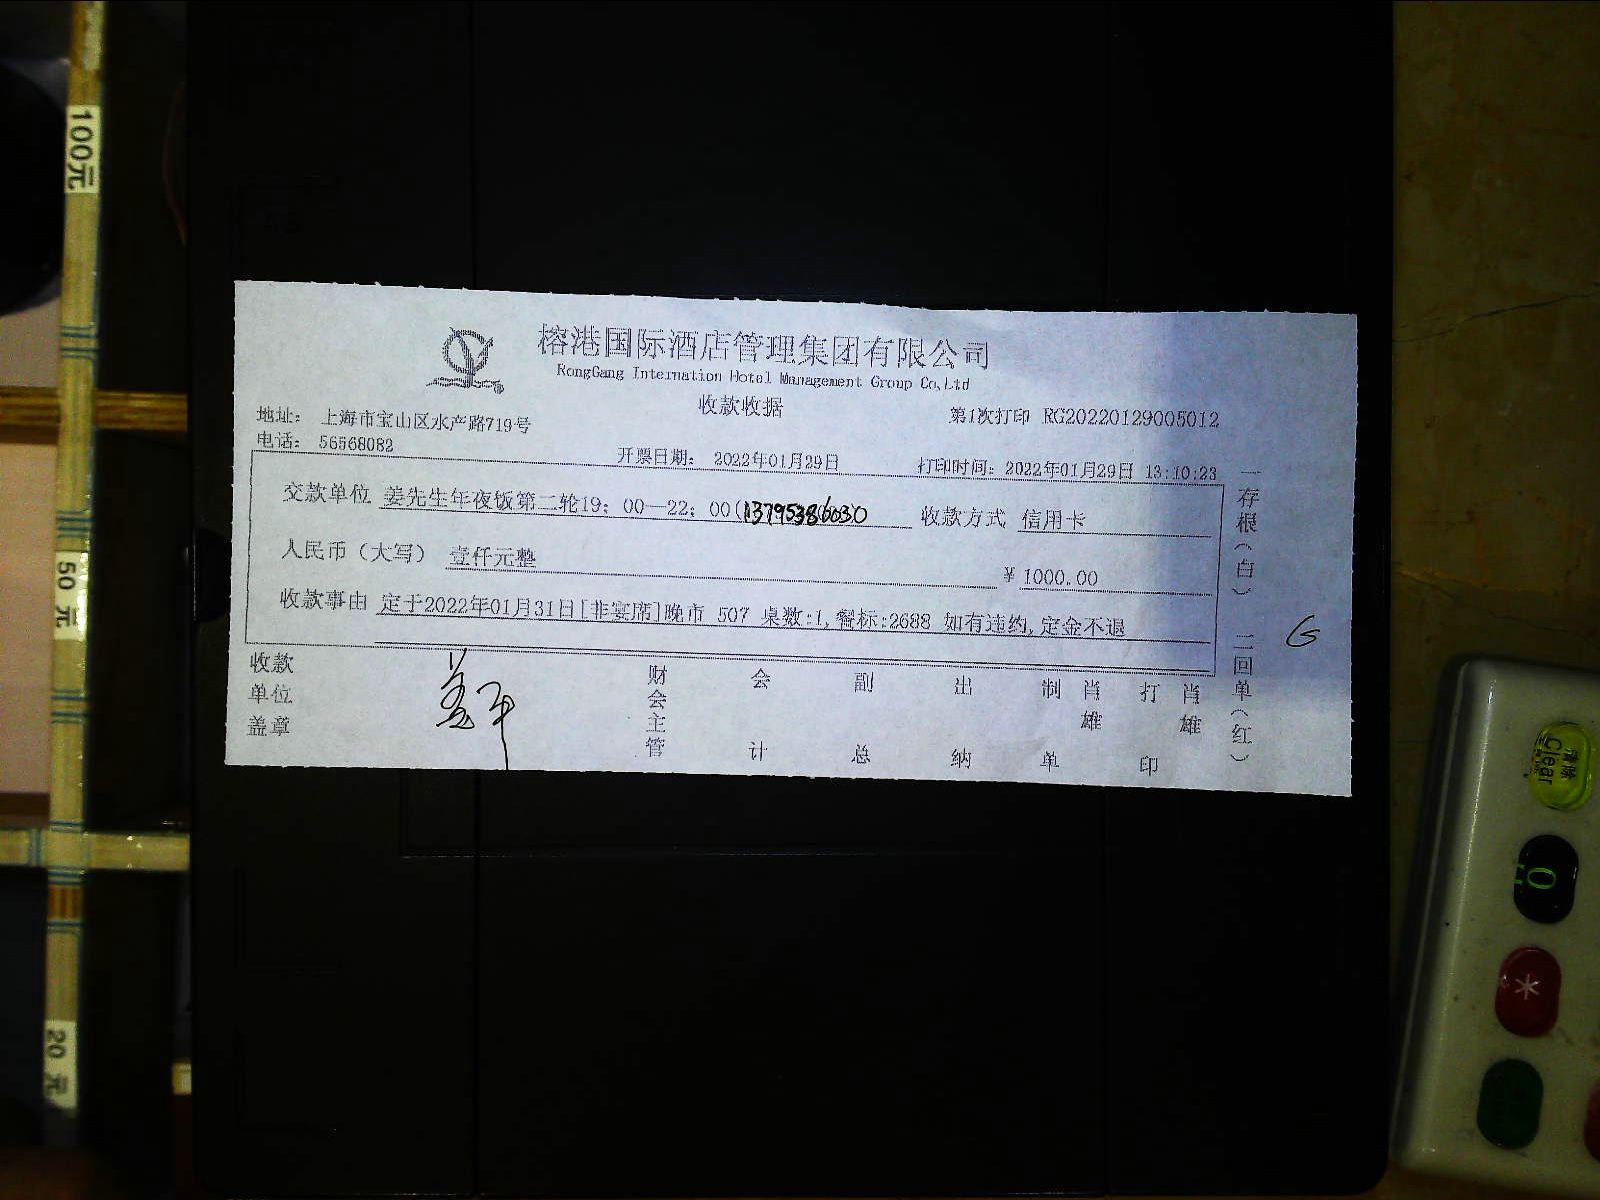 榕港国际酒店管理集团有限公司
RongGang Internation Hotel Management Group Co,Ltd
收款收据
第1次打印 RG20220129005012
地址： 上海市宝山区水产路719号
电话： 56568082
开票日期： 2022年01月29日
打印时间：2022年01月29日 13:10:23
交款单位 姜先生年夜饭第二轮19：00—22：00(13795386030
收款方式 信用卡
人民币（大写） 壹仟元整
¥ 1000.00
收款事由 定于2022年01月31日[非宴席]晚市 507 桌数:1,餐标:2688 如有违约,定金不退
收款单位盖章
财会主管
会计
副总
出纳
制单
肖雄
打印
肖雄
一存根（白） 二回单（红）
G
100元
50元
20元
清除
Clear
0
*